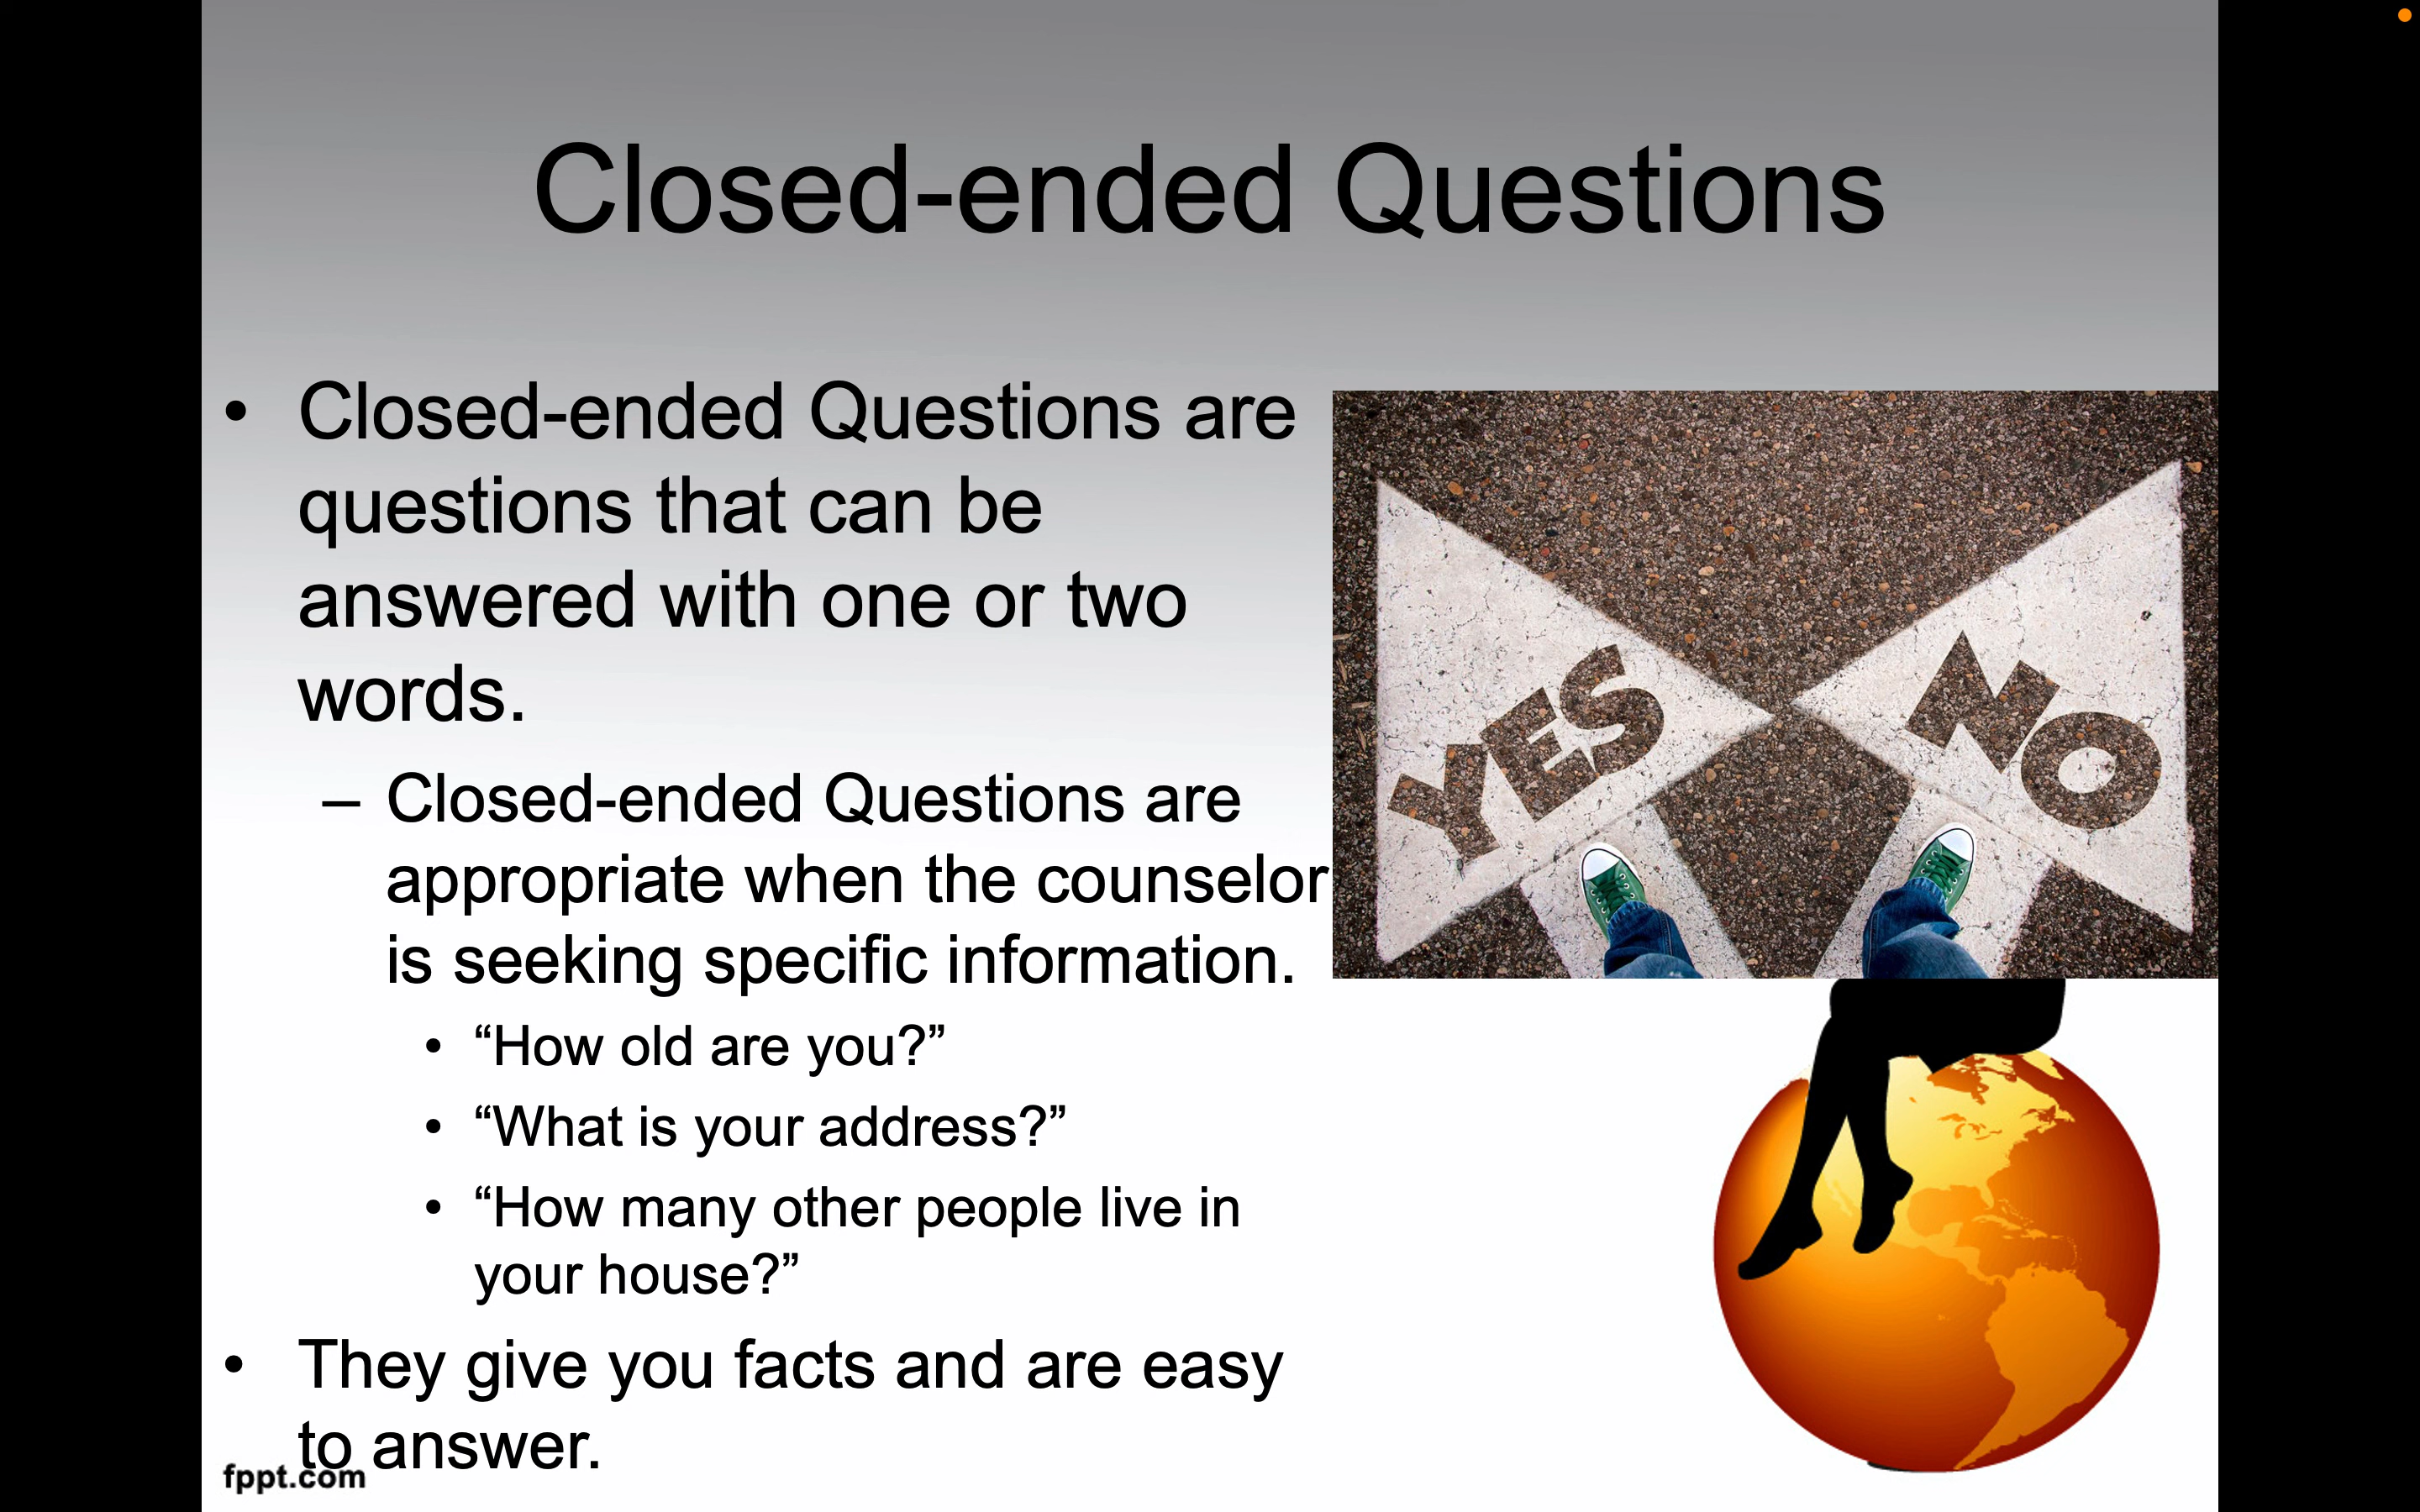 Closed-ended Questions
• Closed-ended Questions are
questions that can be
answered with one or two
words.
– Closed-ended Questions are
appropriate when the counselor
is seeking specific information.
• “How old are you?”
• “What is your address?”
• “How many other people live in
your house?”
• They give you facts and are easy
to answer.
YES
NO
fppt.com